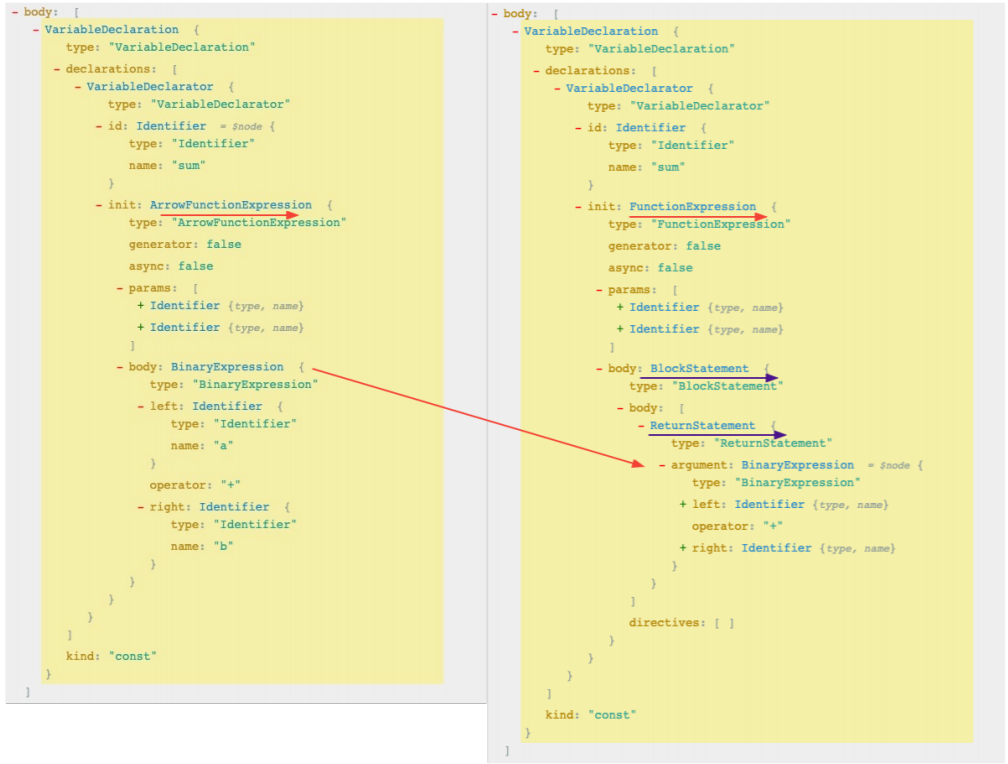 - body: [
- VariableDeclaration {
type: "VariableDeclaration"
- declarations: [
- VariableDeclarator {
type: "VariableDeclarator"
- id: Identifier = $node {
type: "Identifier"
name: "sum"
}
- init: ArrowFunctionExpression {
type: "ArrowFunctionExpression"
generator: false
async: false
- params: [
+ Identifier {type, name}
+ Identifier {type, name}
]
- body: BinaryExpression {
type: "BinaryExpression"
- left: Identifier {
type: "Identifier"
name: "a"
}
operator: "+"
- right: Identifier {
type: "Identifier"
name: "b"
}
}
}
}
]
kind: "const"
}
]
- body: [
- VariableDeclaration {
type: "VariableDeclaration"
- declarations: [
- VariableDeclarator {
type: "VariableDeclarator"
- id: Identifier {
type: "Identifier"
name: "sum"
}
- init: FunctionExpression {
type: "FunctionExpression"
generator: false
async: false
- params: [
+ Identifier {type, name}
+ Identifier {type, name}
]
- body: BlockStatement {
type: "BlockStatement"
- body: [
- ReturnStatement {
type: "ReturnStatement"
- argument: BinaryExpression = $node {
type: "BinaryExpression"
+ left: Identifier {type, name}
operator: "+"
+ right: Identifier {type, name}
}
}
]
directives: [ ]
}
}
}
]
kind: "const"
}
]